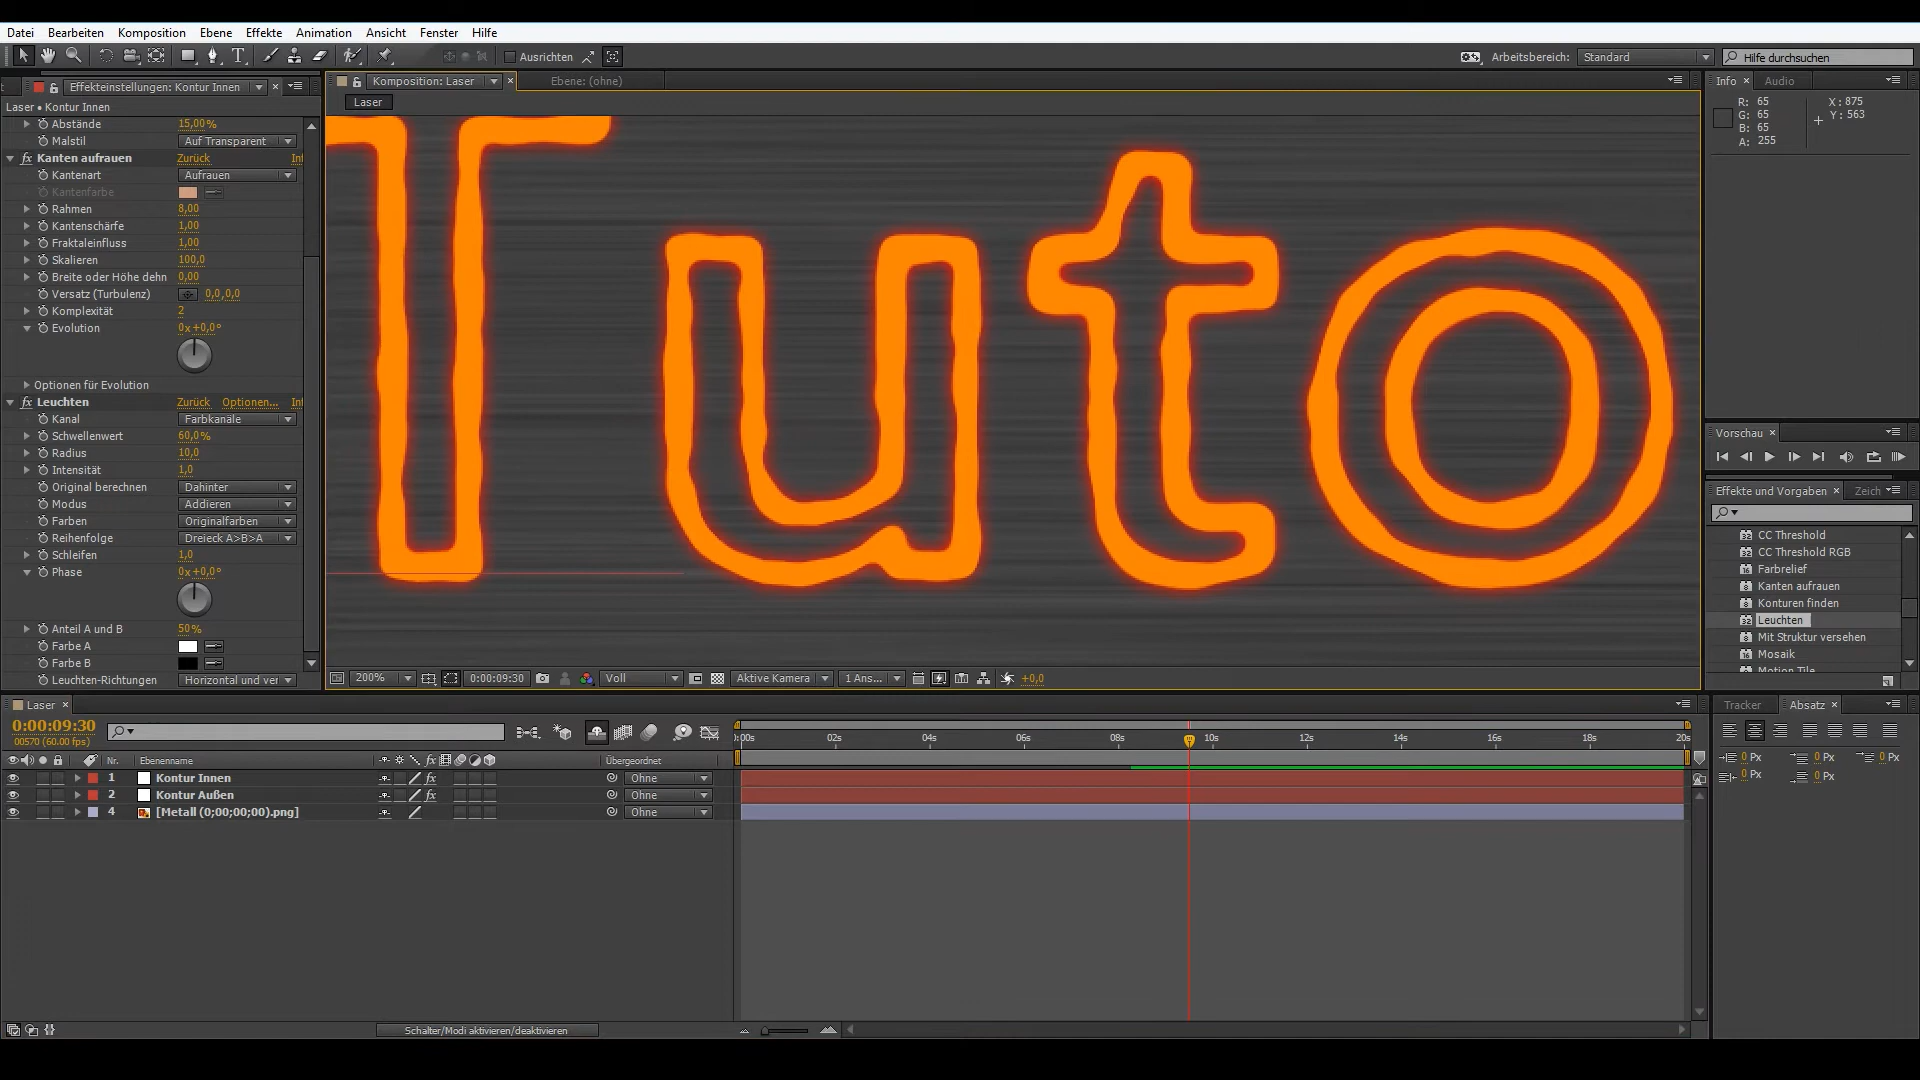 Datei Bearbeiten Komposition Ebene Effekte Animation Ansicht Fenster Hilfe
Ausrichten
Arbeitsbereich: Standard Hilfe durchsuchen
Effekteinstellungen: Kontur Innen
Laser • Kontur Innen
Abstände 15,00%
Malstil Auf Transparent
fx Kanten aufrauen Zurück Inf
Kantenart Aufrauen
Kantenfarbe
Rahmen 8,00
Kantenschärfe 1,00
Fraktaleinfluss 1,00
Skalieren 100,0
Breite oder Höhe dehn 0,00
Versatz (Turbulenz) 0,0,0,0
Komplexität 2
Evolution 0x+0,0°
Optionen für Evolution
fx Leuchten Zurück Optionen... Inf
Kanal Farbkanäle
Schwellenwert 60,0%
Radius 10,0
Intensität 1,0
Original berechnen Dahinter
Modus Addieren
Farben Originalfarben
Reihenfolge Dreieck A>B>A
Schleifen 1,0
Phase 0x+0,0°
Anteil A und B 50%
Farbe A
Farbe B
Leuchten-Richtungen Horizontal und ver
Komposition: Laser Ebene: (ohne)
Laser
Tuto
200% 0:00:09:30 Voll Aktive Kamera 1 Ans... +0,0
Info Audio
R: 65 X: 875
G: 65 Y: 563
B: 65
A: 255
Vorschau
Effekte und Vorgaben Zeich
CC Threshold
CC Threshold RGB
Farbrelief
Kanten aufrauen
Konturen finden
Leuchten
Mit Struktur versehen
Mosaik
Motion Tile
Laser
0:00:09:30
00570 (60.00 fps)
:00s 02s 04s 06s 08s 10s 12s 14s 16s 18s 20s
Nr. Ebenenname fx Übergeordnet
1 Kontur Innen fx Ohne
2 Kontur Außen fx Ohne
4 [Metall (0;00;00;00).png] Ohne
Schalter/Modi aktivieren/deaktivieren
Tracker Absatz
0 Px 0 Px 0 Px
0 Px 0 Px